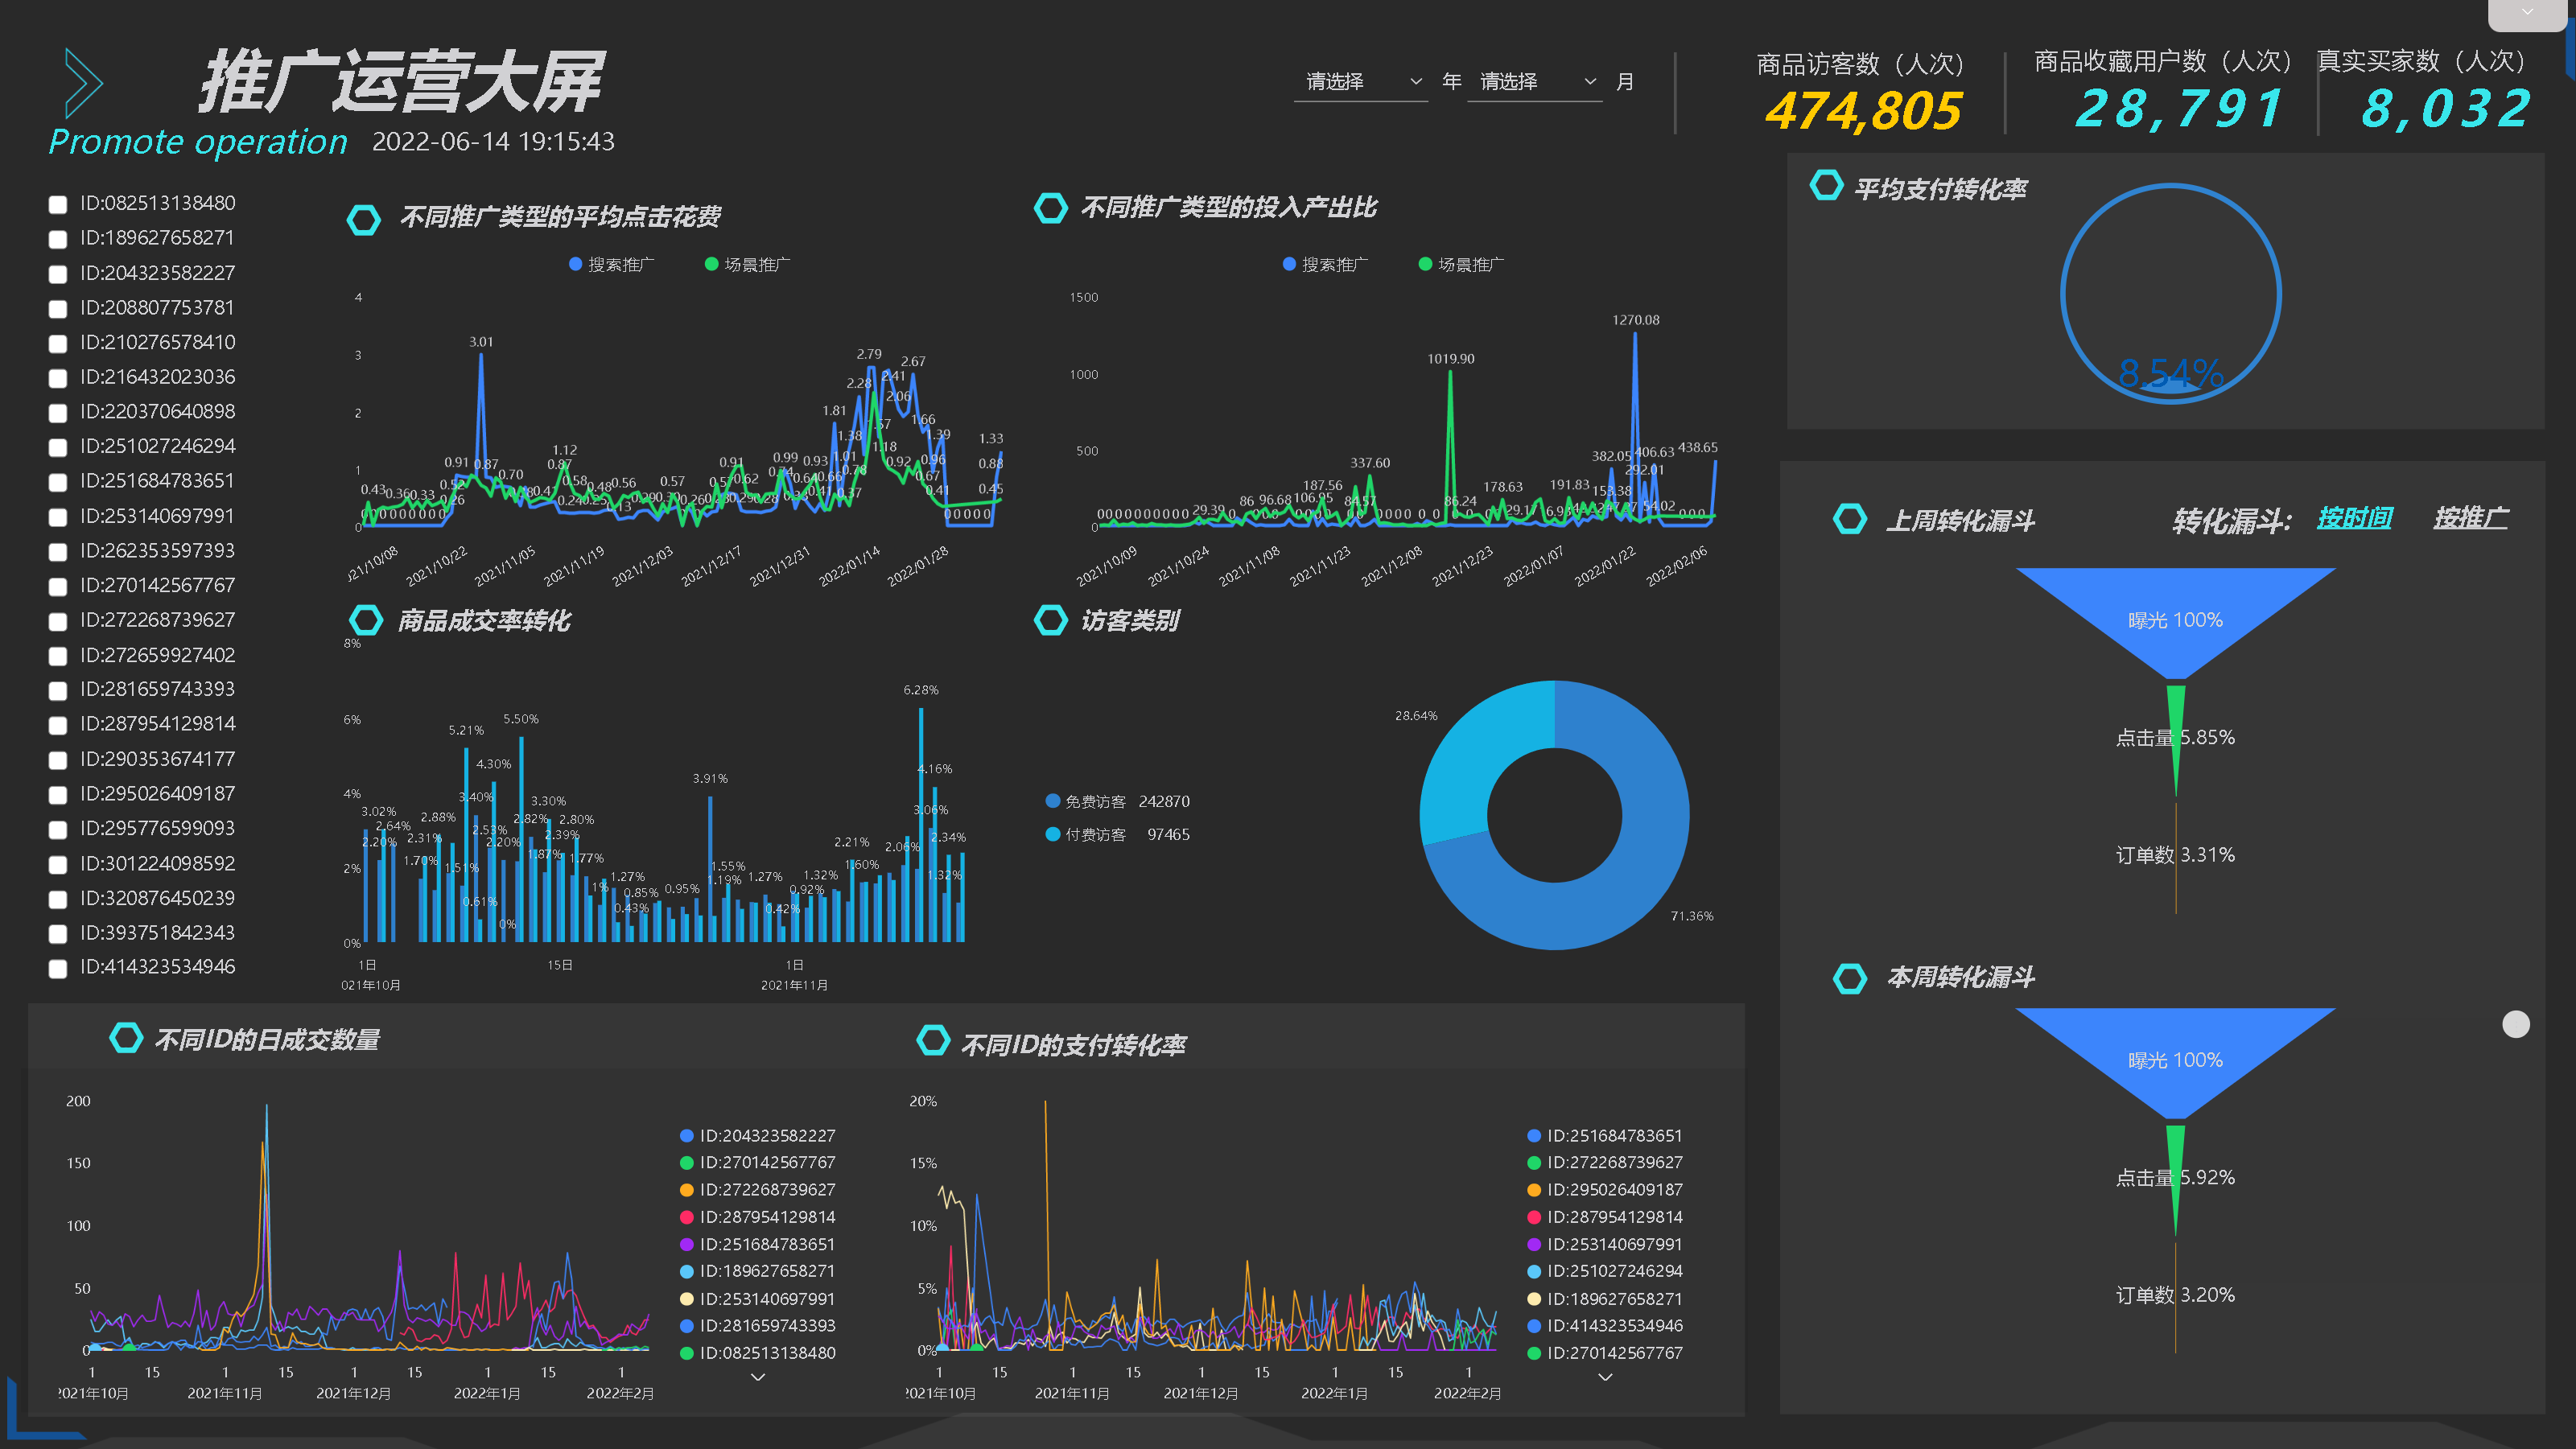 推广运营大屏
Promote operation 2022-06-14 19:15:43
请选择 年 请选择 月
商品访客数（人次）
474,805
商品收藏用户数（人次）
28,791
真实买家数（人次）
8,032
ID:082513138480
ID:189627658271
ID:204323582227
ID:208807753781
ID:210276578410
ID:216432023036
ID:220370640898
ID:251027246294
ID:251684783651
ID:253140697991
ID:262353597393
ID:270142567767
ID:272268739627
ID:272659927402
ID:281659743393
ID:287954129814
ID:290353674177
ID:295026409187
ID:295776599093
ID:301224098592
ID:320876450239
ID:393751842343
ID:414323534946
不同推广类型的平均点击花费
搜索推广 场景推广
4
3
2
1
0
3.01
2.79
2.67
2.41
2.28
2.06
1.81
1.66
1.39
1.38
1.33
1.18
1.12
1.01
0.99
0.93
0.91
0.87
0.70
0.91
0.96
0.92
0.88
0.87
0.78
0.67
0.62
0.58
0.57
0.56
0.45
0.43
0.36
0.33
0.41
0.26
2021/10/22
2021/11/05
2021/11/19
2021/12/03
2021/12/17
2021/12/31
2022/01/14
2022/01/28
不同推广类型的投入产出比
搜索推广 场景推广
1500
1000
500
0
1270.08
1019.90
438.65
406.63
382.05
337.60
292.01
191.83
187.56
178.63
153.38
106.95
96.68
86
86.24
84.57
54.02
29.39
29.17
2021/10/09
2021/10/24
2021/11/08
2021/11/23
2021/12/08
2021/12/23
2022/01/07
2022/01/22
2022/02/06
商品成交率转化
8%
6%
4%
2%
0%
3.02%
2.64%
2.20%
2.31%
1.70%
2.88%
1.51%
5.21%
3.40%
0.61%
2.53%
4.30%
2.20%
0%
5.50%
2.82%
1.87%
3.30%
2.39%
2.80%
1.77%
1%
1.27%
0.43%
0.85%
0.95%
3.91%
1.19%
1.55%
1.27%
0.42%
0.92%
1.32%
2.21%
1.60%
2.06%
6.28%
3.06%
4.16%
1.32%
2.34%
1日 15日 1日
021年10月 2021年11月
访客类别
免费访客 242870
付费访客 97465
28.64%
71.36%
平均支付转化率
8.54%
上周转化漏斗 转化漏斗: 按时间 按推广
曝光 100%
点击量 5.85%
订单数 3.31%
本周转化漏斗
曝光 100%
点击量 5.92%
订单数 3.20%
不同ID的日成交数量
200
150
100
50
0
1 15 1 15 1 15 1 15 1
2021年10月 2021年11月 2021年12月 2022年1月 2022年2月
ID:204323582227
ID:270142567767
ID:272268739627
ID:287954129814
ID:251684783651
ID:189627658271
ID:253140697991
ID:281659743393
ID:082513138480
不同ID的支付转化率
20%
15%
10%
5%
0%
1 15 1 15 1 15 1 15 1
2021年10月 2021年11月 2021年12月 2022年1月 2022年2月
ID:251684783651
ID:272268739627
ID:295026409187
ID:287954129814
ID:253140697991
ID:251027246294
ID:189627658271
ID:414323534946
ID:270142567767